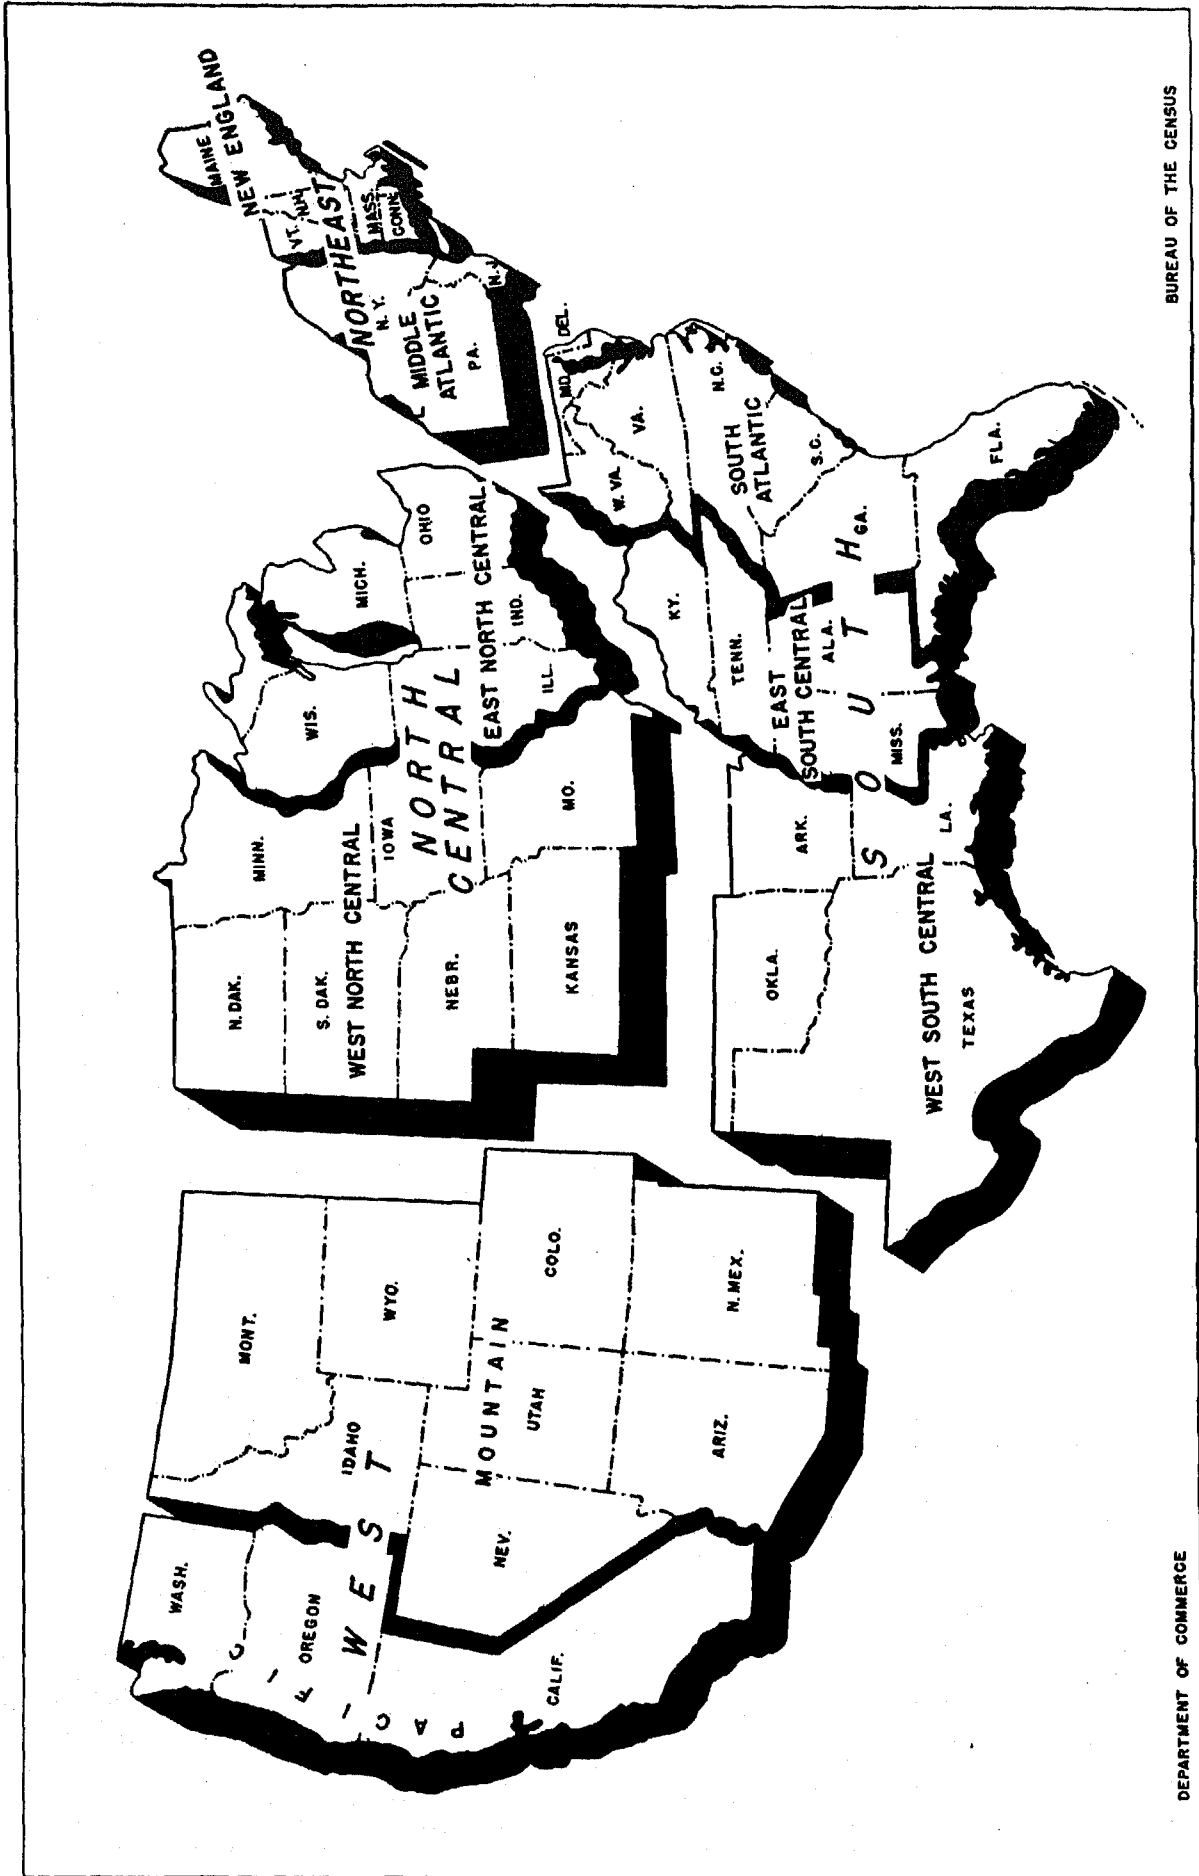 WASH.
OREGON
CALIF.
PACIFIC
WEST
MONT.
IDAHO
WYO.
MOUNTAIN
NEV.
UTAH
COLO.
ARIZ.
N. MEX.
N. DAK.
MINN.
S. DAK.
WEST NORTH CENTRAL
IOWA
NEBR.
KANSAS
MO.
NORTH
CENTRAL
WIS.
MICH.
OHIO
EAST NORTH CENTRAL
IND.
ILL.
MAINE
NEW ENGLAND
VT.
N.H.
NORTHEAST
MASS.
CONN.
N. Y.
MIDDLE
ATLANTIC
PA.
N. J.
DEL.
MD.
W. VA.
VA.
N.C.
SOUTH
ATLANTIC
S.C.
GA.
FLA.
KY.
TENN.
EAST
SOUTH CENTRAL
ALA.
MISS.
SOUTH
ARK.
LA.
OKLA.
WEST SOUTH CENTRAL
TEXAS
DEPARTMENT OF COMMERCE
BUREAU OF THE CENSUS